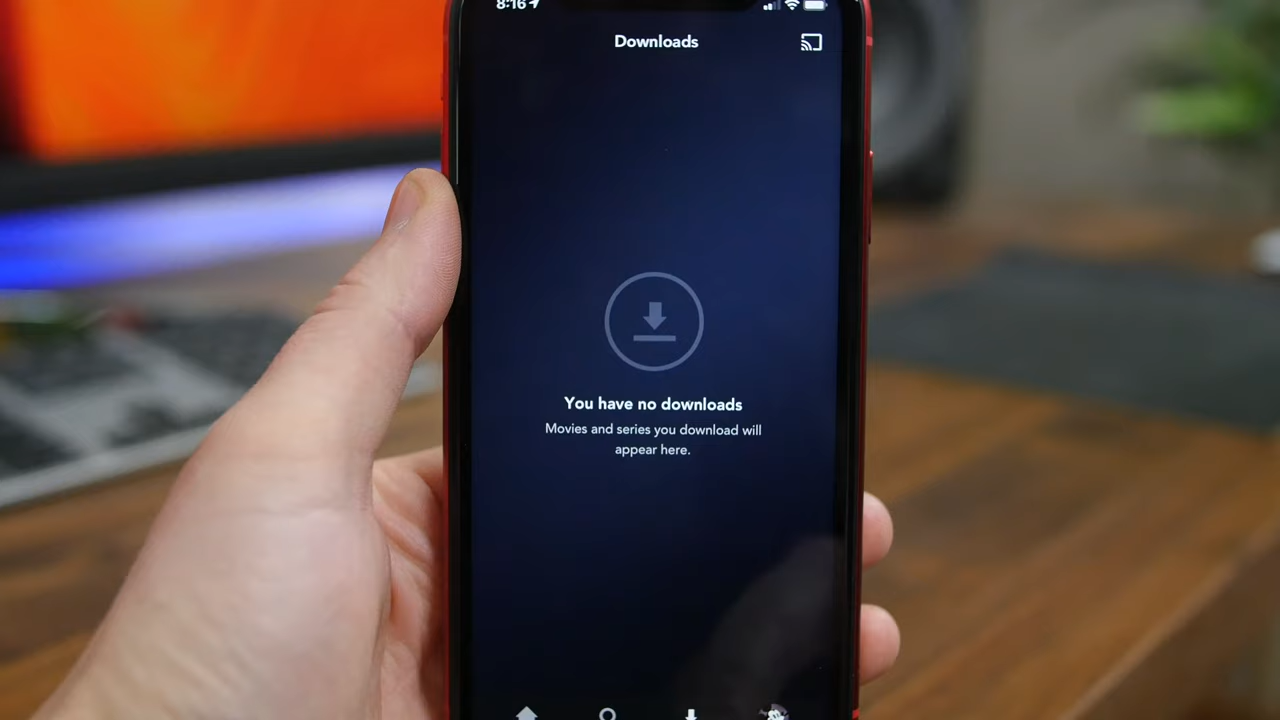 8:16
Downloads
You have no downloads
Movies and series you download will
appear here.